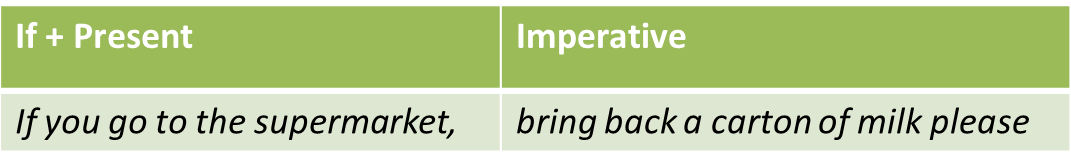 If + Present
Imperative
If you go to the supermarket,
bring back a carton of milk please